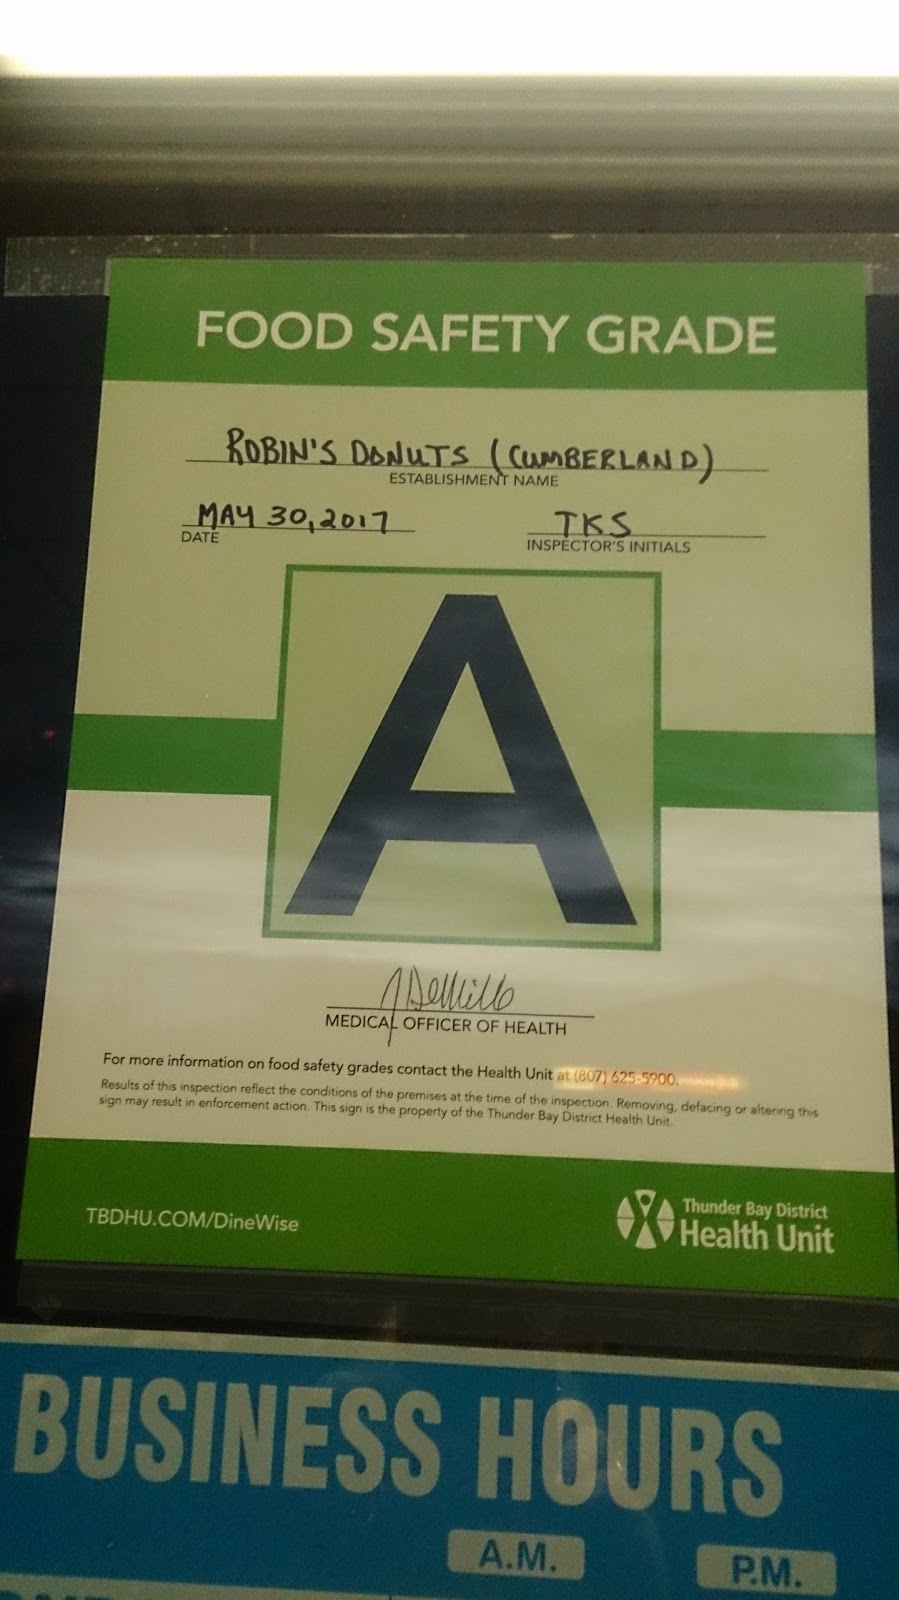 FOOD SAFETY GRADE
ROBIN'S DONUTS (CUMBERLAND)
ESTABLISHMENT NAME
MAY 30, 2017 TKS
DATE INSPECTOR'S INITIALS
A
MEDICAL OFFICER OF HEALTH
For more information on food safety grades contact the Health Unit at (807) 625-5900.
Results of this inspection reflect the conditions of the premises at the time of the inspection. Removing, defacing or altering this
sign may result in enforcement action. This sign is the property of the Thunder Bay District Health Unit.
TBDHU.COM/DineWise
Thunder Bay District
Health Unit
BUSINESS HOURS
A.M. P.M.